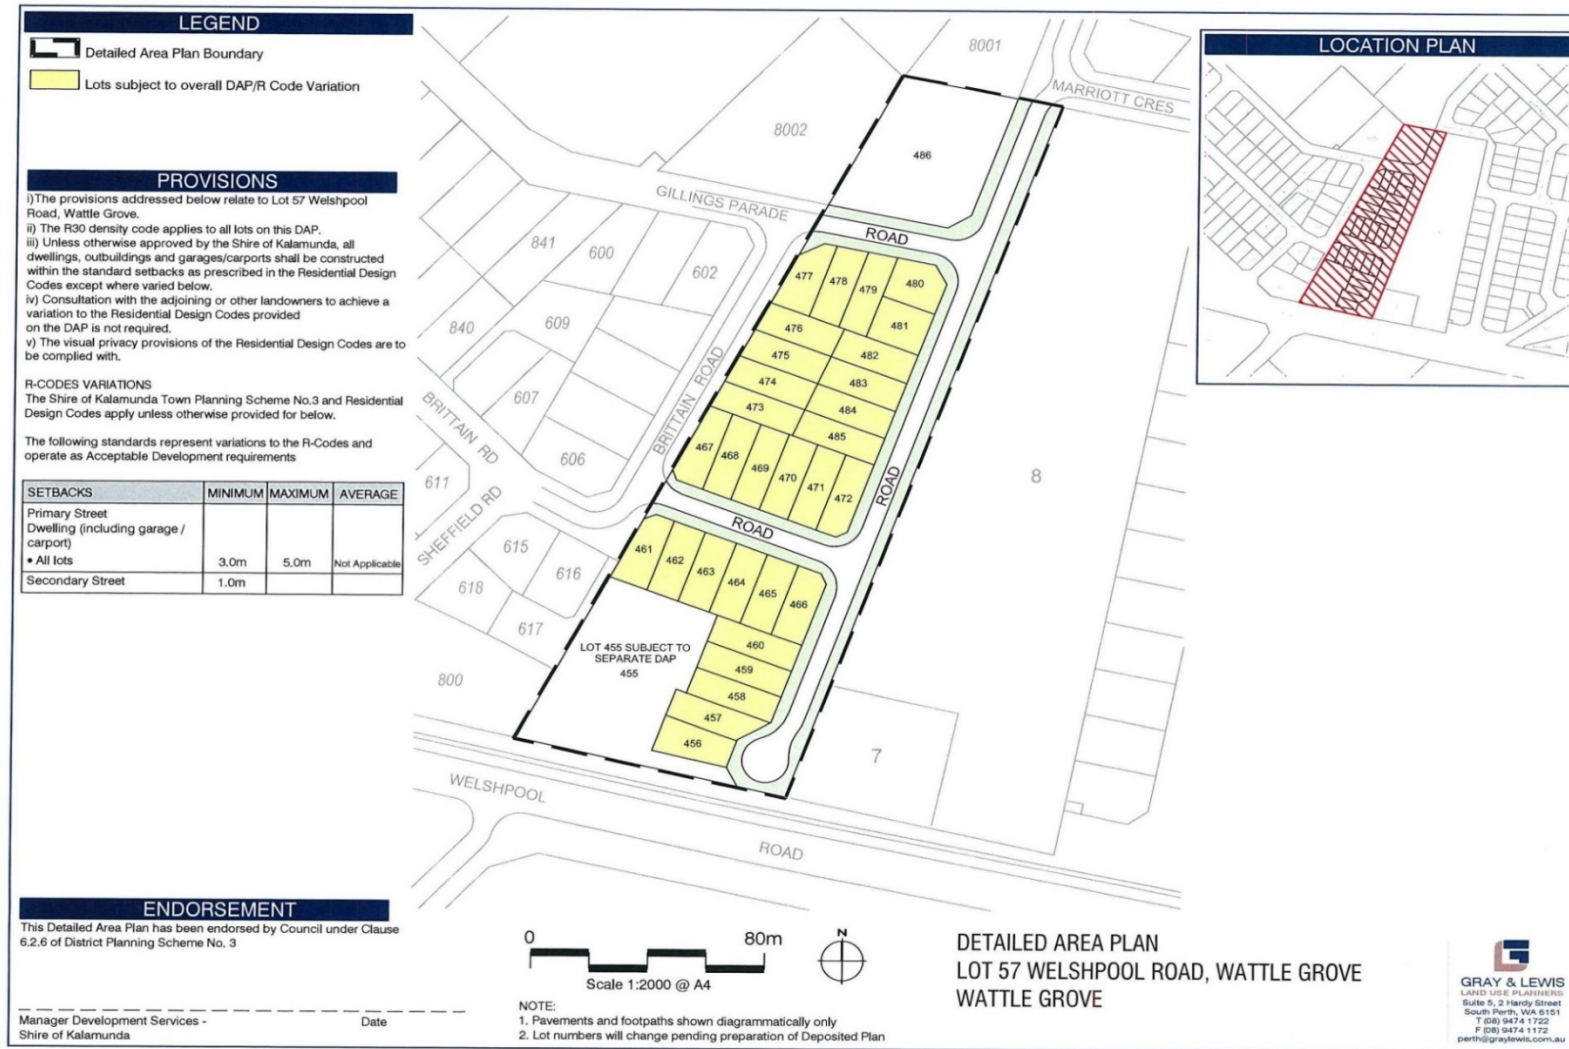 LEGEND
Detailed Area Plan Boundary
Lots subject to overall DAP/R Code Variation
PROVISIONS
i)The provisions addressed below relate to Lot 57 Welshpool
Road, Wattle Grove.
ii) The R30 density code applies to all lots on this DAP.
iii) Unless otherwise approved by the Shire of Kalamunda, all
dwellings, outbuildings and garages/carports shall be constructed
within the standard setbacks as prescribed in the Residential Design
Codes except where varied below.
iv) Consultation with the adjoining or other landowners to achieve a
variation to the Residential Design Codes provided
on the DAP is not required.
v) The visual privacy provisions of the Residential Design Codes are to
be complied with.
R-CODES VARIATIONS
The Shire of Kalamunda Town Planning Scheme No.3 and Residential
Design Codes apply unless otherwise provided for below.
The following standards represent variations to the R-Codes and
operate as Acceptable Development requirements
SETBACKS MINIMUM MAXIMUM AVERAGE
Primary Street
Dwelling (including garage /
carport)
• All lots 3.0m 5.0m Not Applicable
Secondary Street 1.0m
ENDORSEMENT
This Detailed Area Plan has been endorsed by Council under Clause
6.2.6 of District Planning Scheme No. 3
Manager Development Services - Date
Shire of Kalamunda
8001
MARRIOTT CRES
8002
486
GILLINGS PARADE
ROAD
841
600
602
477
478
479
480
481
840
609
476
482
475
483
474
484
473
485
BRITTAIN ROAD
607
BRITTAIN RD
606
467
468
469
470
471
472
611
ROAD
8
SHEFFIELD RD
ROAD
615
616
618
617
461
462
463
464
465
466
LOT 455 SUBJECT TO
SEPARATE DAP
455
460
459
458
457
456
800
7
WELSHPOOL
ROAD
LOCATION PLAN
0 80m
Scale 1:2000 @ A4
N
NOTE:
1. Pavements and footpaths shown diagrammatically only
2. Lot numbers will change pending preparation of Deposited Plan
DETAILED AREA PLAN
LOT 57 WELSHPOOL ROAD, WATTLE GROVE
WATTLE GROVE
GRAY & LEWIS
LAND USE PLANNERS
Suite 5, 2 Hardy Street
South Perth, WA 6151
T (08) 9474 1722
F (08) 9474 1172
perth@graylewis.com.au